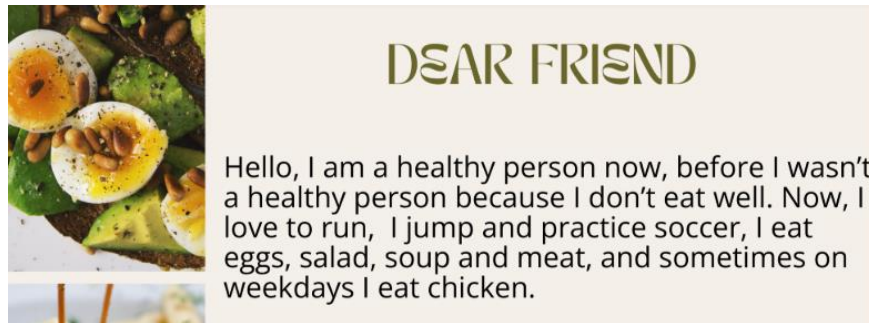 DEAR FRIEND
Hello, I am a healthy person now, before I wasn't
a healthy person because I don't eat well. Now, I
love to run,  I jump and practice soccer, I eat
eggs, salad, soup and meat, and sometimes on
weekdays I eat chicken.